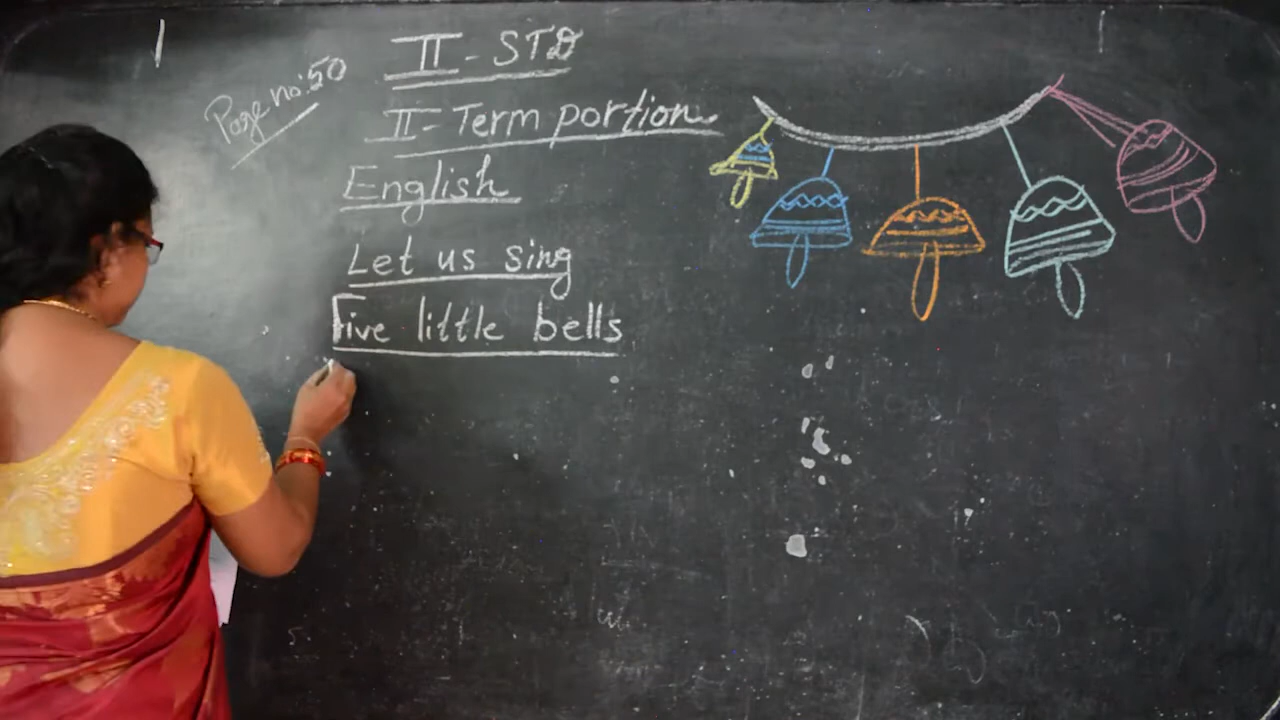 Page no:50
II - STD
II - Term portion
English
Let us sing
Five little bells